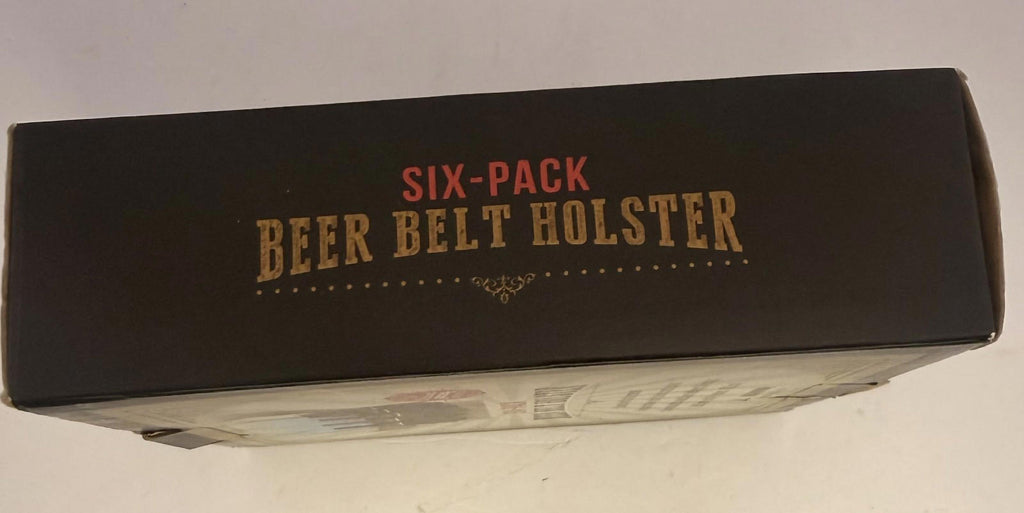 SIX-PACK
BEER BELT HOLSTER